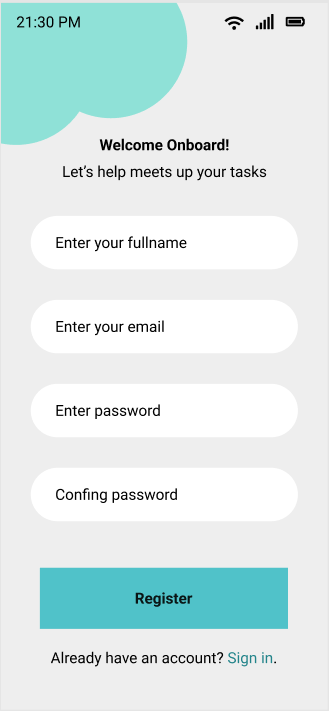 21:30 PM
Welcome Onboard!
Let’s help meets up your tasks
Enter your fullname
Enter your email
Enter password
Confing password
Register
Already have an account? Sign in.